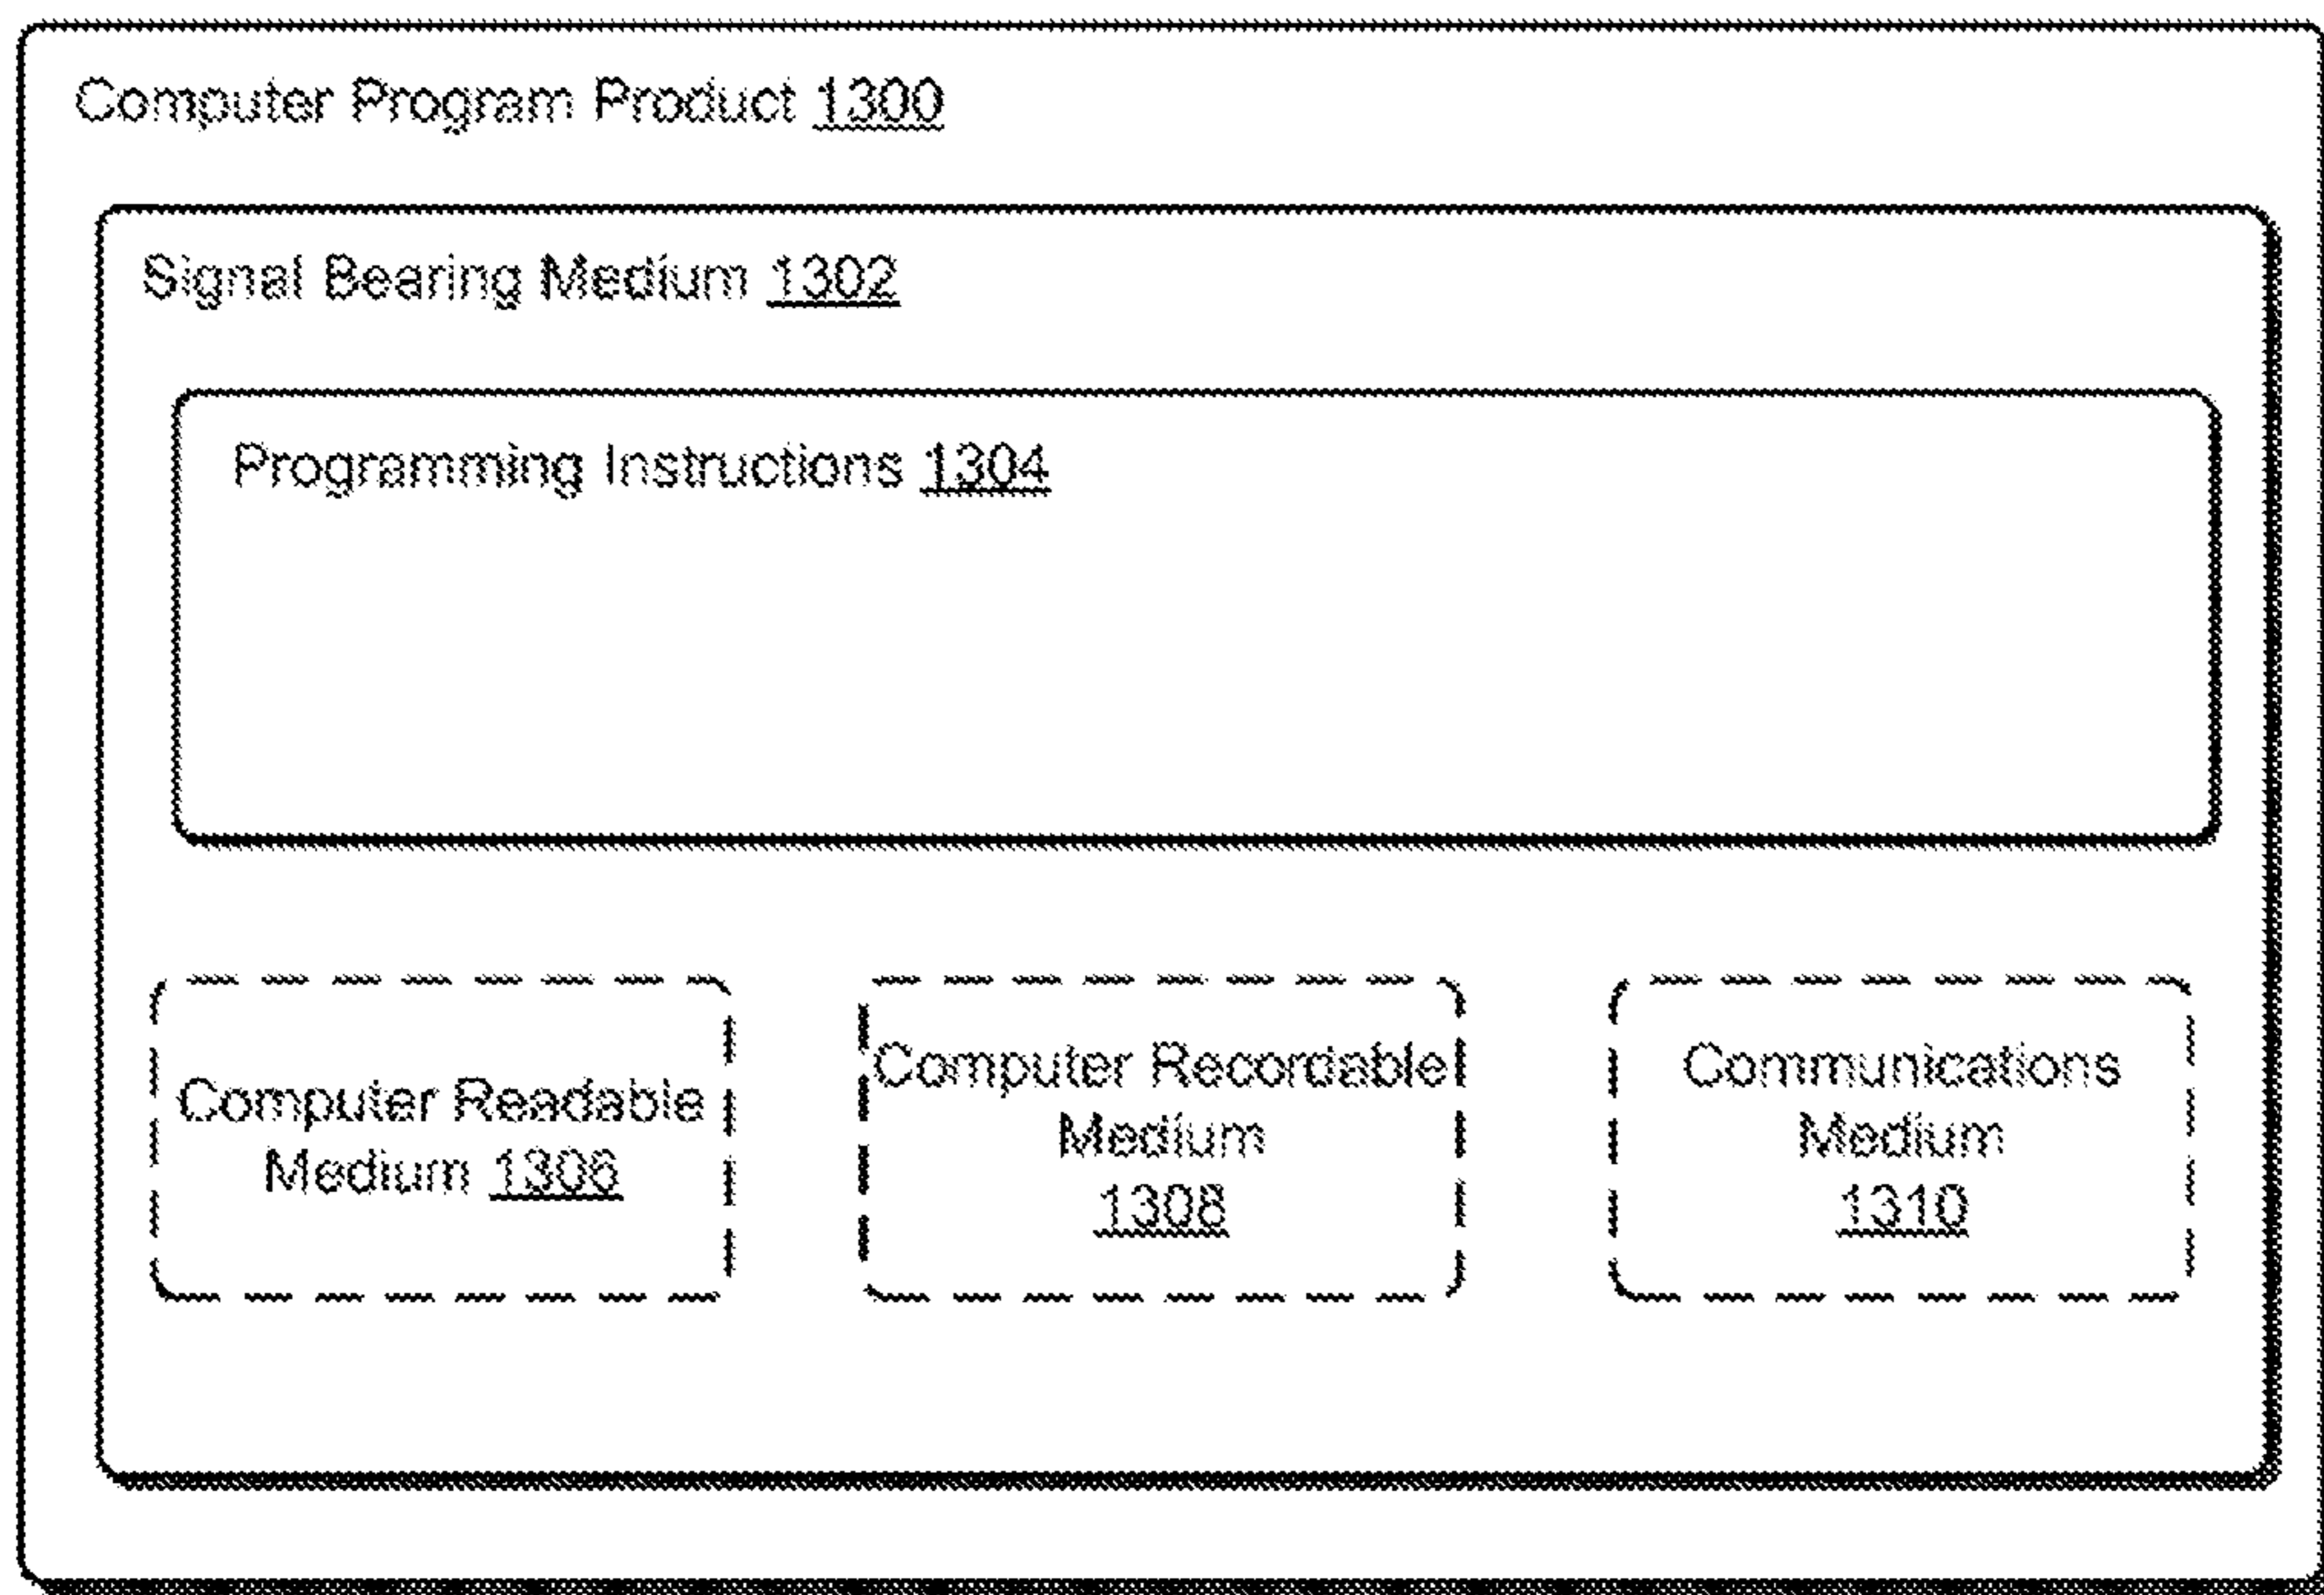 Computer Program Product 1300
Signal Bearing Medium 1302
Programming Instructions 1304
Computer Readable
Medium 1306
Computer Recordable
Medium
1308
Communications
Medium
1310